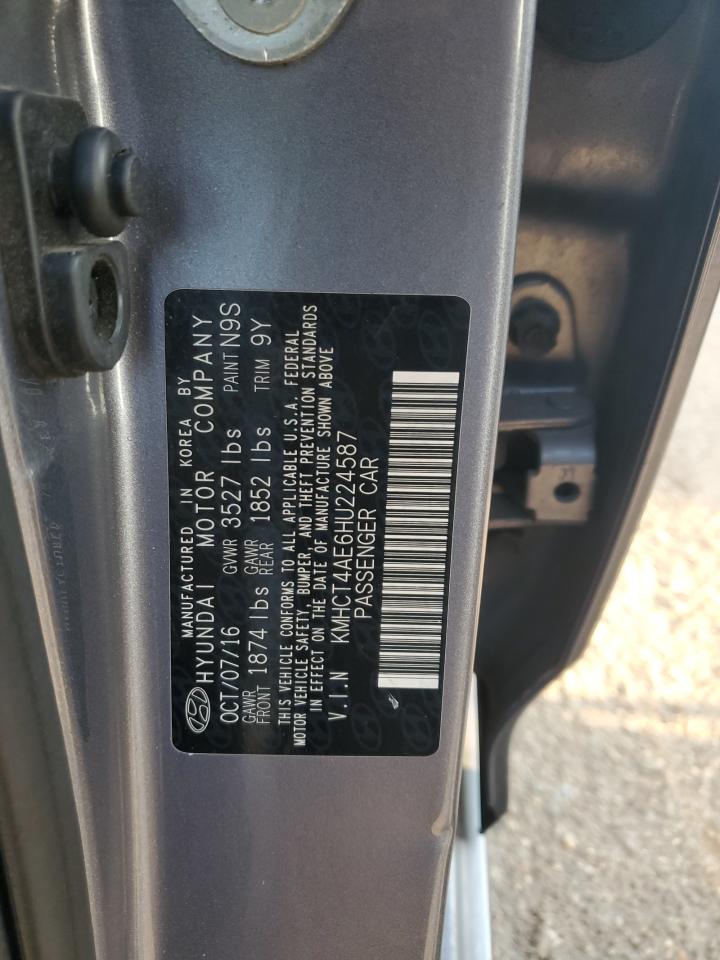 MANUFACTURED IN KOREA BY
HYUNDAI MOTOR COMPANY
OCT/07/16 GVWR 3527 lbs PAINT N9S
GAWR FRONT 1874 lbs GAWR REAR 1852 lbs TRIM 9Y
THIS VEHICLE CONFORMS TO ALL APPLICABLE U.S.A. FEDERAL
MOTOR VEHICLE SAFETY, BUMPER, AND THEFT PREVENTION STANDARDS
IN EFFECT ON THE DATE OF MANUFACTURE SHOWN ABOVE
V.I.N KMHCT4AE6HU224587
PASSENGER CAR